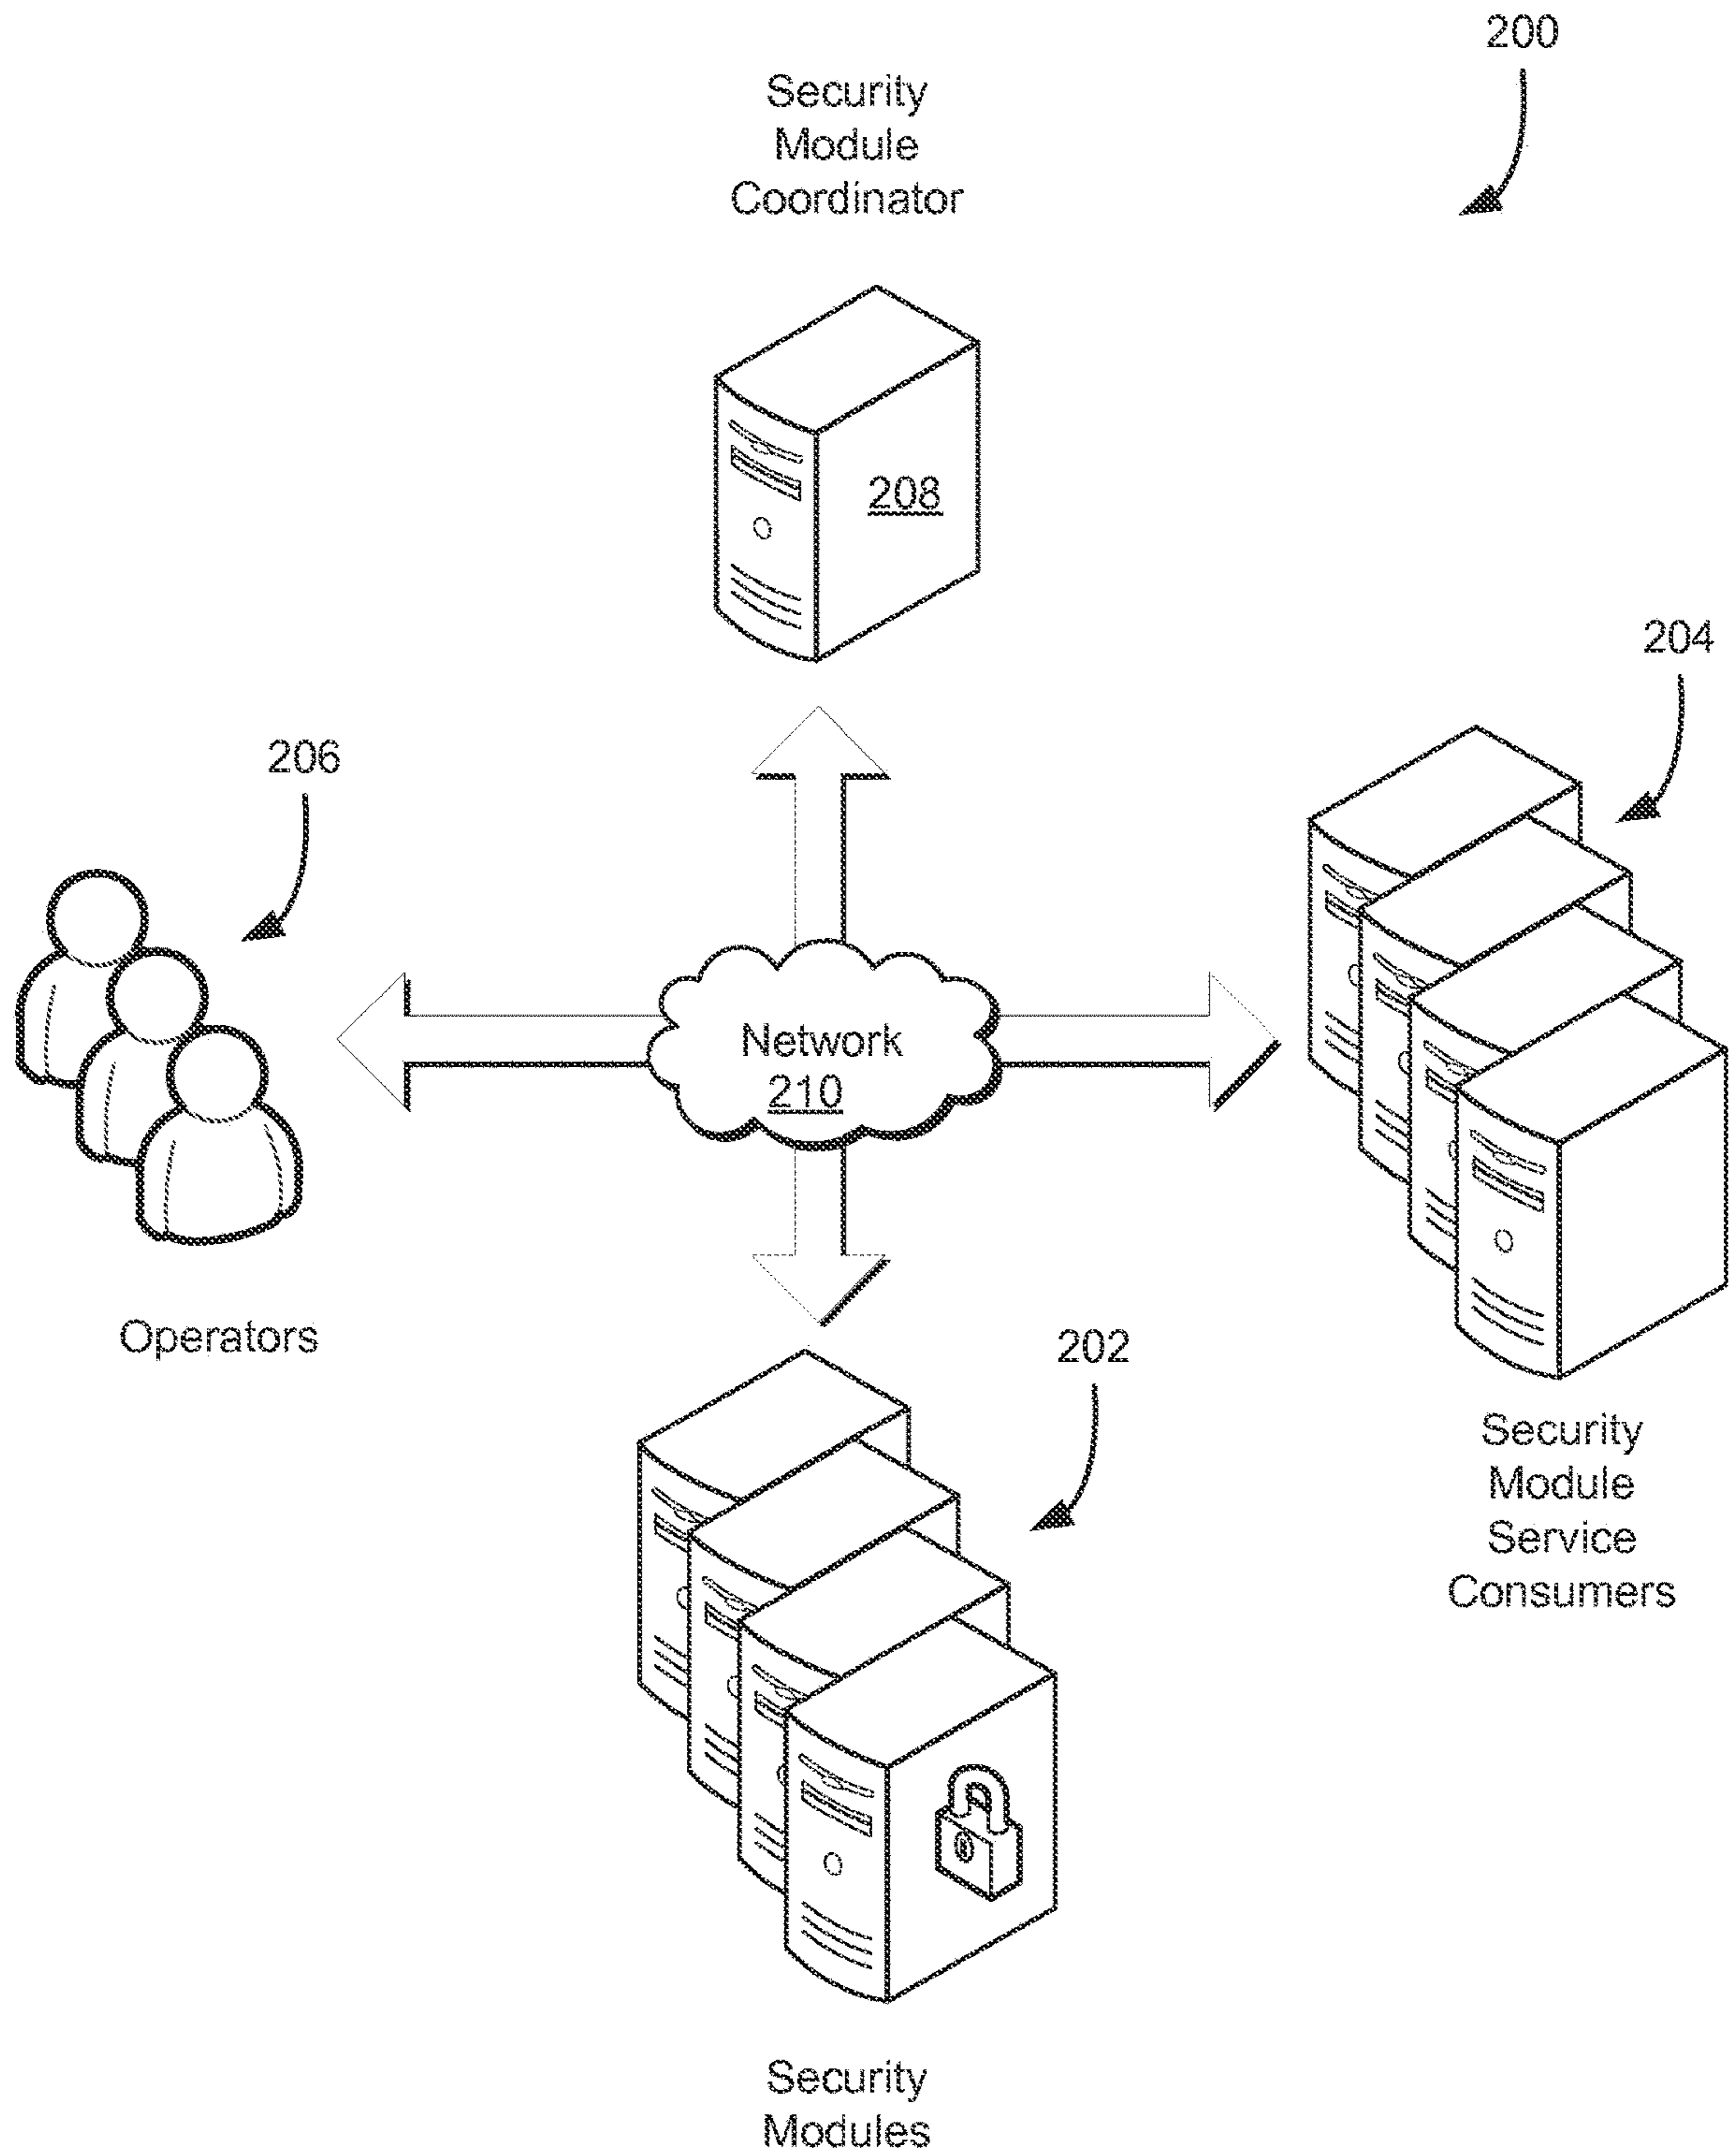 200
Security
Module
Coordinator
208
204
206
Network
210
Operators
202
Security
Module
Service
Consumers
Security
Modules